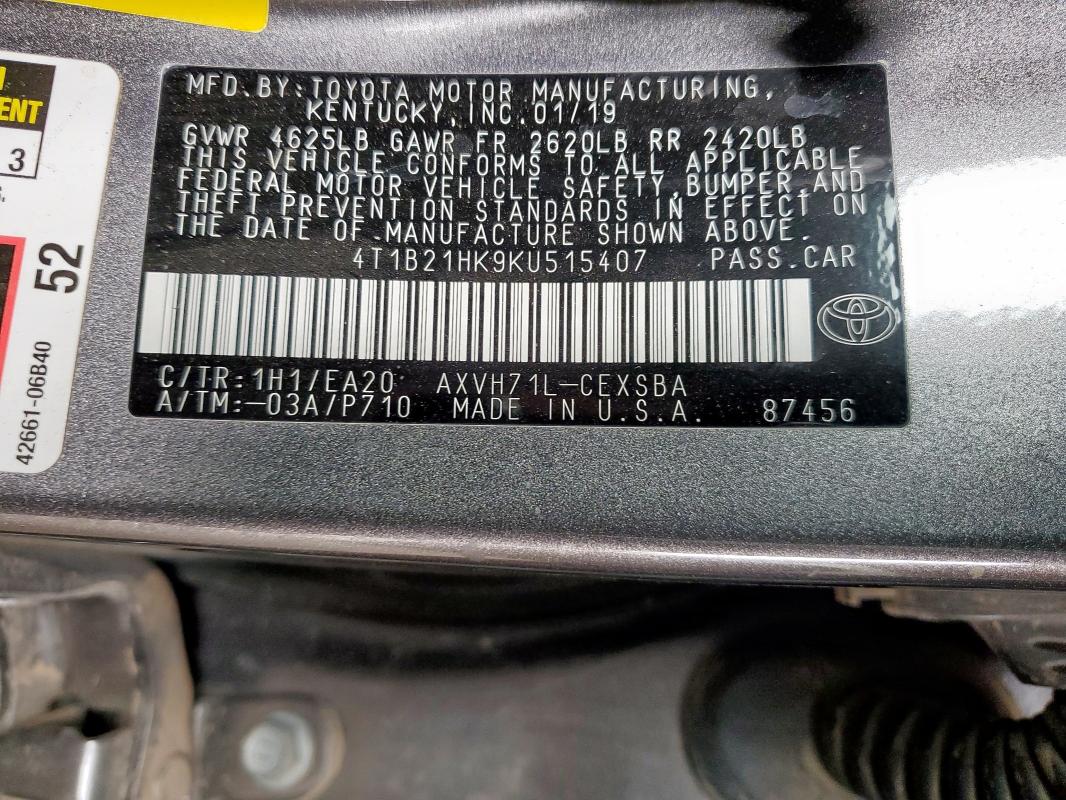 MFD.BY:TOYOTA MOTOR MANUFACTURING,
KENTUCKY, INC. 01/19
GVWR 4625LB GAWR FR 2620LB RR 2420LB
THIS VEHICLE CONFORMS TO ALL APPLICABLE
FEDERAL MOTOR VEHICLE SAFETY,BUMPER,AND
THEFT PREVENTION STANDARDS IN EFFECT ON
THE DATE OF MANUFACTURE SHOWN ABOVE.
4T1B21HK9KU515407 PASS.CAR
C/TR:1H1/EA20 AXVH71L-CEXSBA
A/TM:-03A/P710 MADE IN U.S.A. 87456
3
52
42661-06B40